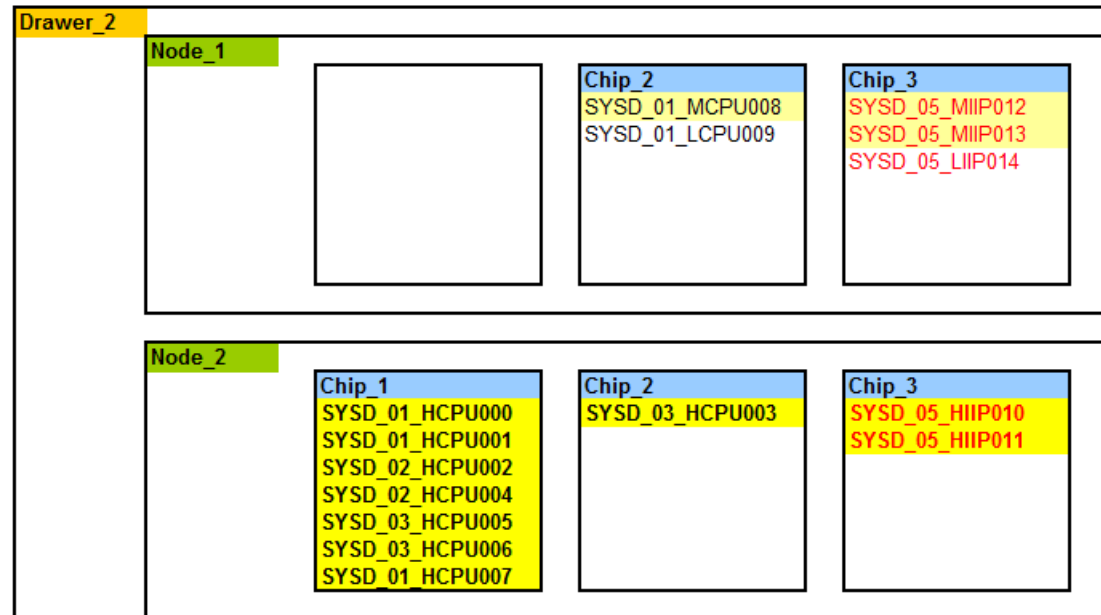 Drawer_2
Node_1
Chip_2
SYSD_01_MCPU008
SYSD_01_LCPU009
Chip_3
SYSD_05_MIIP012
SYSD_05_MIIP013
SYSD_05_LIIP014
Node_2
Chip_1
SYSD_01_HCPU000
SYSD_01_HCPU001
SYSD_02_HCPU002
SYSD_02_HCPU004
SYSD_03_HCPU005
SYSD_03_HCPU006
SYSD_01_HCPU007
Chip_2
SYSD_03_HCPU003
Chip_3
SYSD_05_HIIP010
SYSD_05_HIIP011